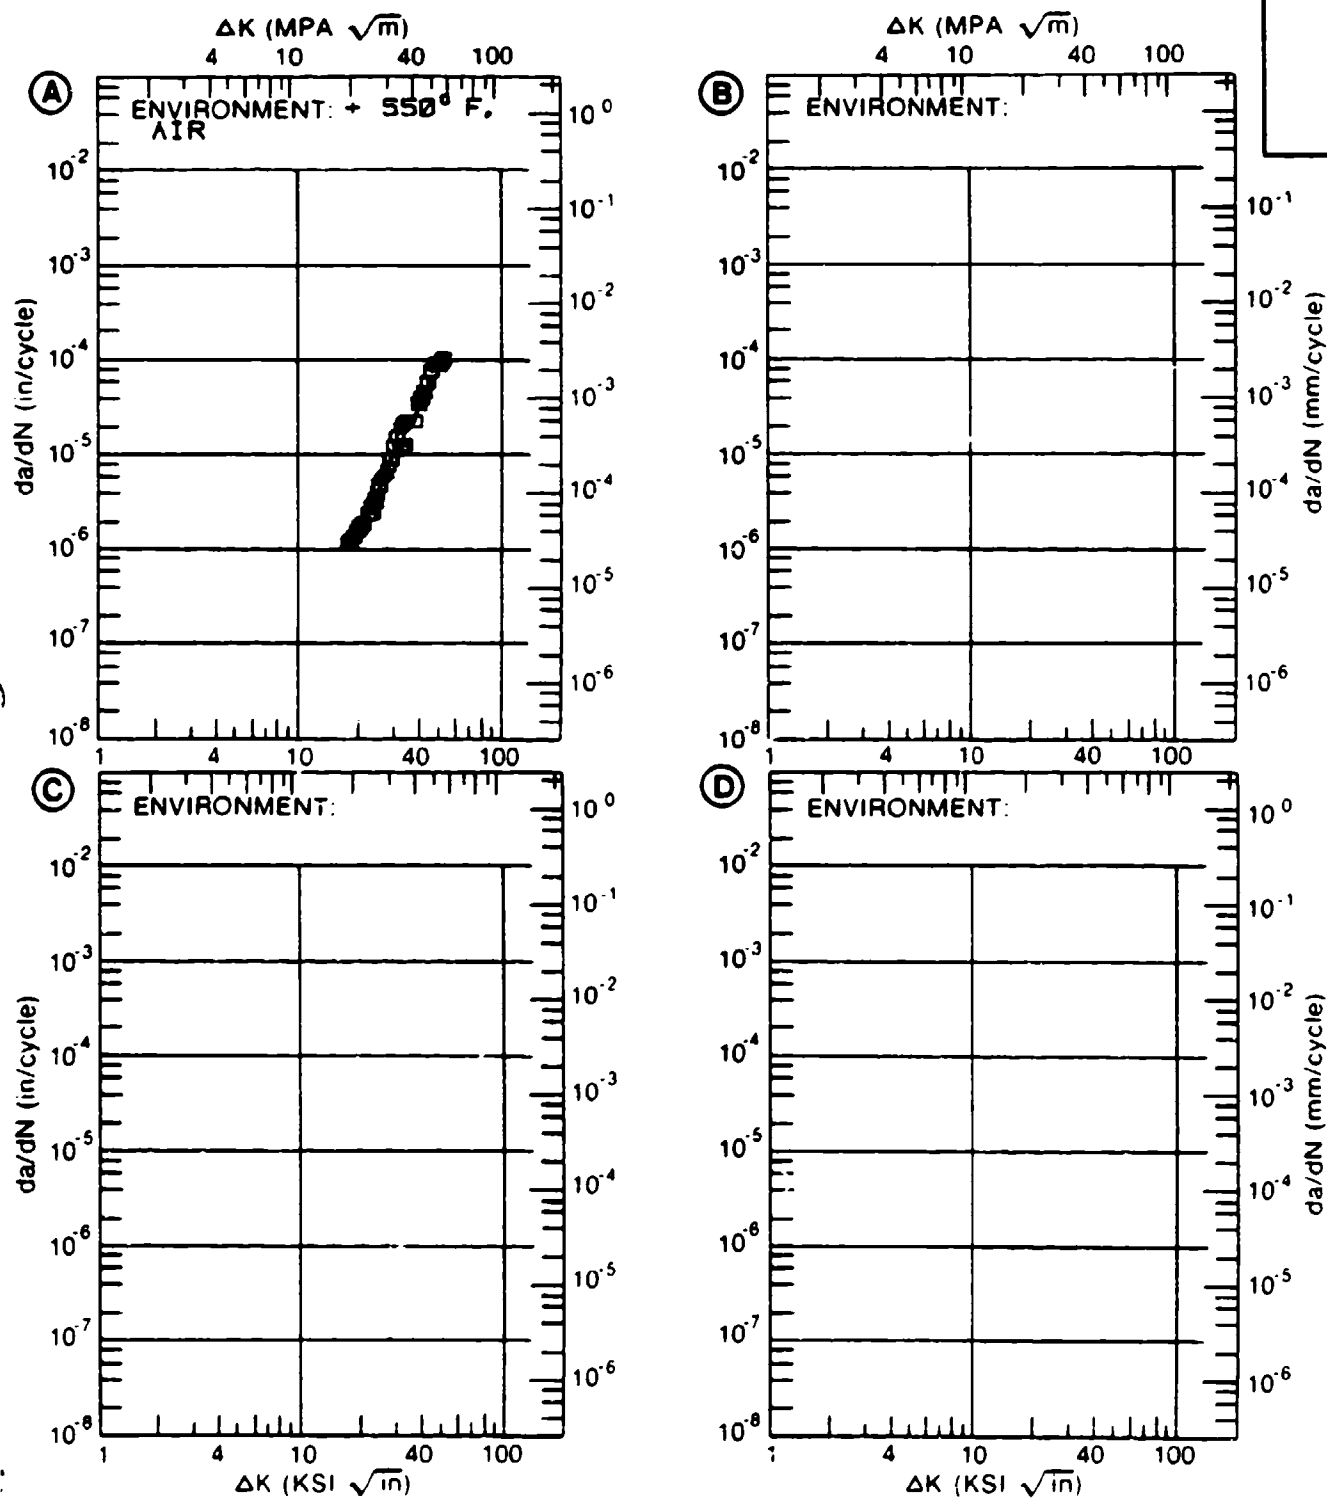 ΔK (MPA √m)
4 10 40 100
A
ENVIRONMENT: + 550° F.
AIR
10⁻² 10⁻³ 10⁻⁴ 10⁻⁵ 10⁻⁶ 10⁻⁷ 10⁻⁸
da/dN (in/cycle)
10⁰ 10⁻¹ 10⁻² 10⁻³ 10⁻⁴ 10⁻⁵ 10⁻⁶
1 4 10 40 100
ΔK (MPA √m)
4 10 40 100
B
ENVIRONMENT:
10⁻² 10⁻³ 10⁻⁴ 10⁻⁵ 10⁻⁶ 10⁻⁷ 10⁻⁸
10⁻¹ 10⁻² 10⁻³ 10⁻⁴ 10⁻⁵ 10⁻⁶
da/dN (mm/cycle)
1 4 10 40 100
C
ENVIRONMENT:
10⁻² 10⁻³ 10⁻⁴ 10⁻⁵ 10⁻⁶ 10⁻⁷ 10⁻⁸
da/dN (in/cycle)
10⁰ 10⁻¹ 10⁻² 10⁻³ 10⁻⁴ 10⁻⁵ 10⁻⁶
1 4 10 40 100
ΔK (KSI √in)
D
ENVIRONMENT:
10⁻² 10⁻³ 10⁻⁴ 10⁻⁵ 10⁻⁶ 10⁻⁷ 10⁻⁸
10⁰ 10⁻¹ 10⁻² 10⁻³ 10⁻⁴ 10⁻⁵ 10⁻⁶
da/dN (mm/cycle)
1 4 10 40 100
ΔK (KSI √in)